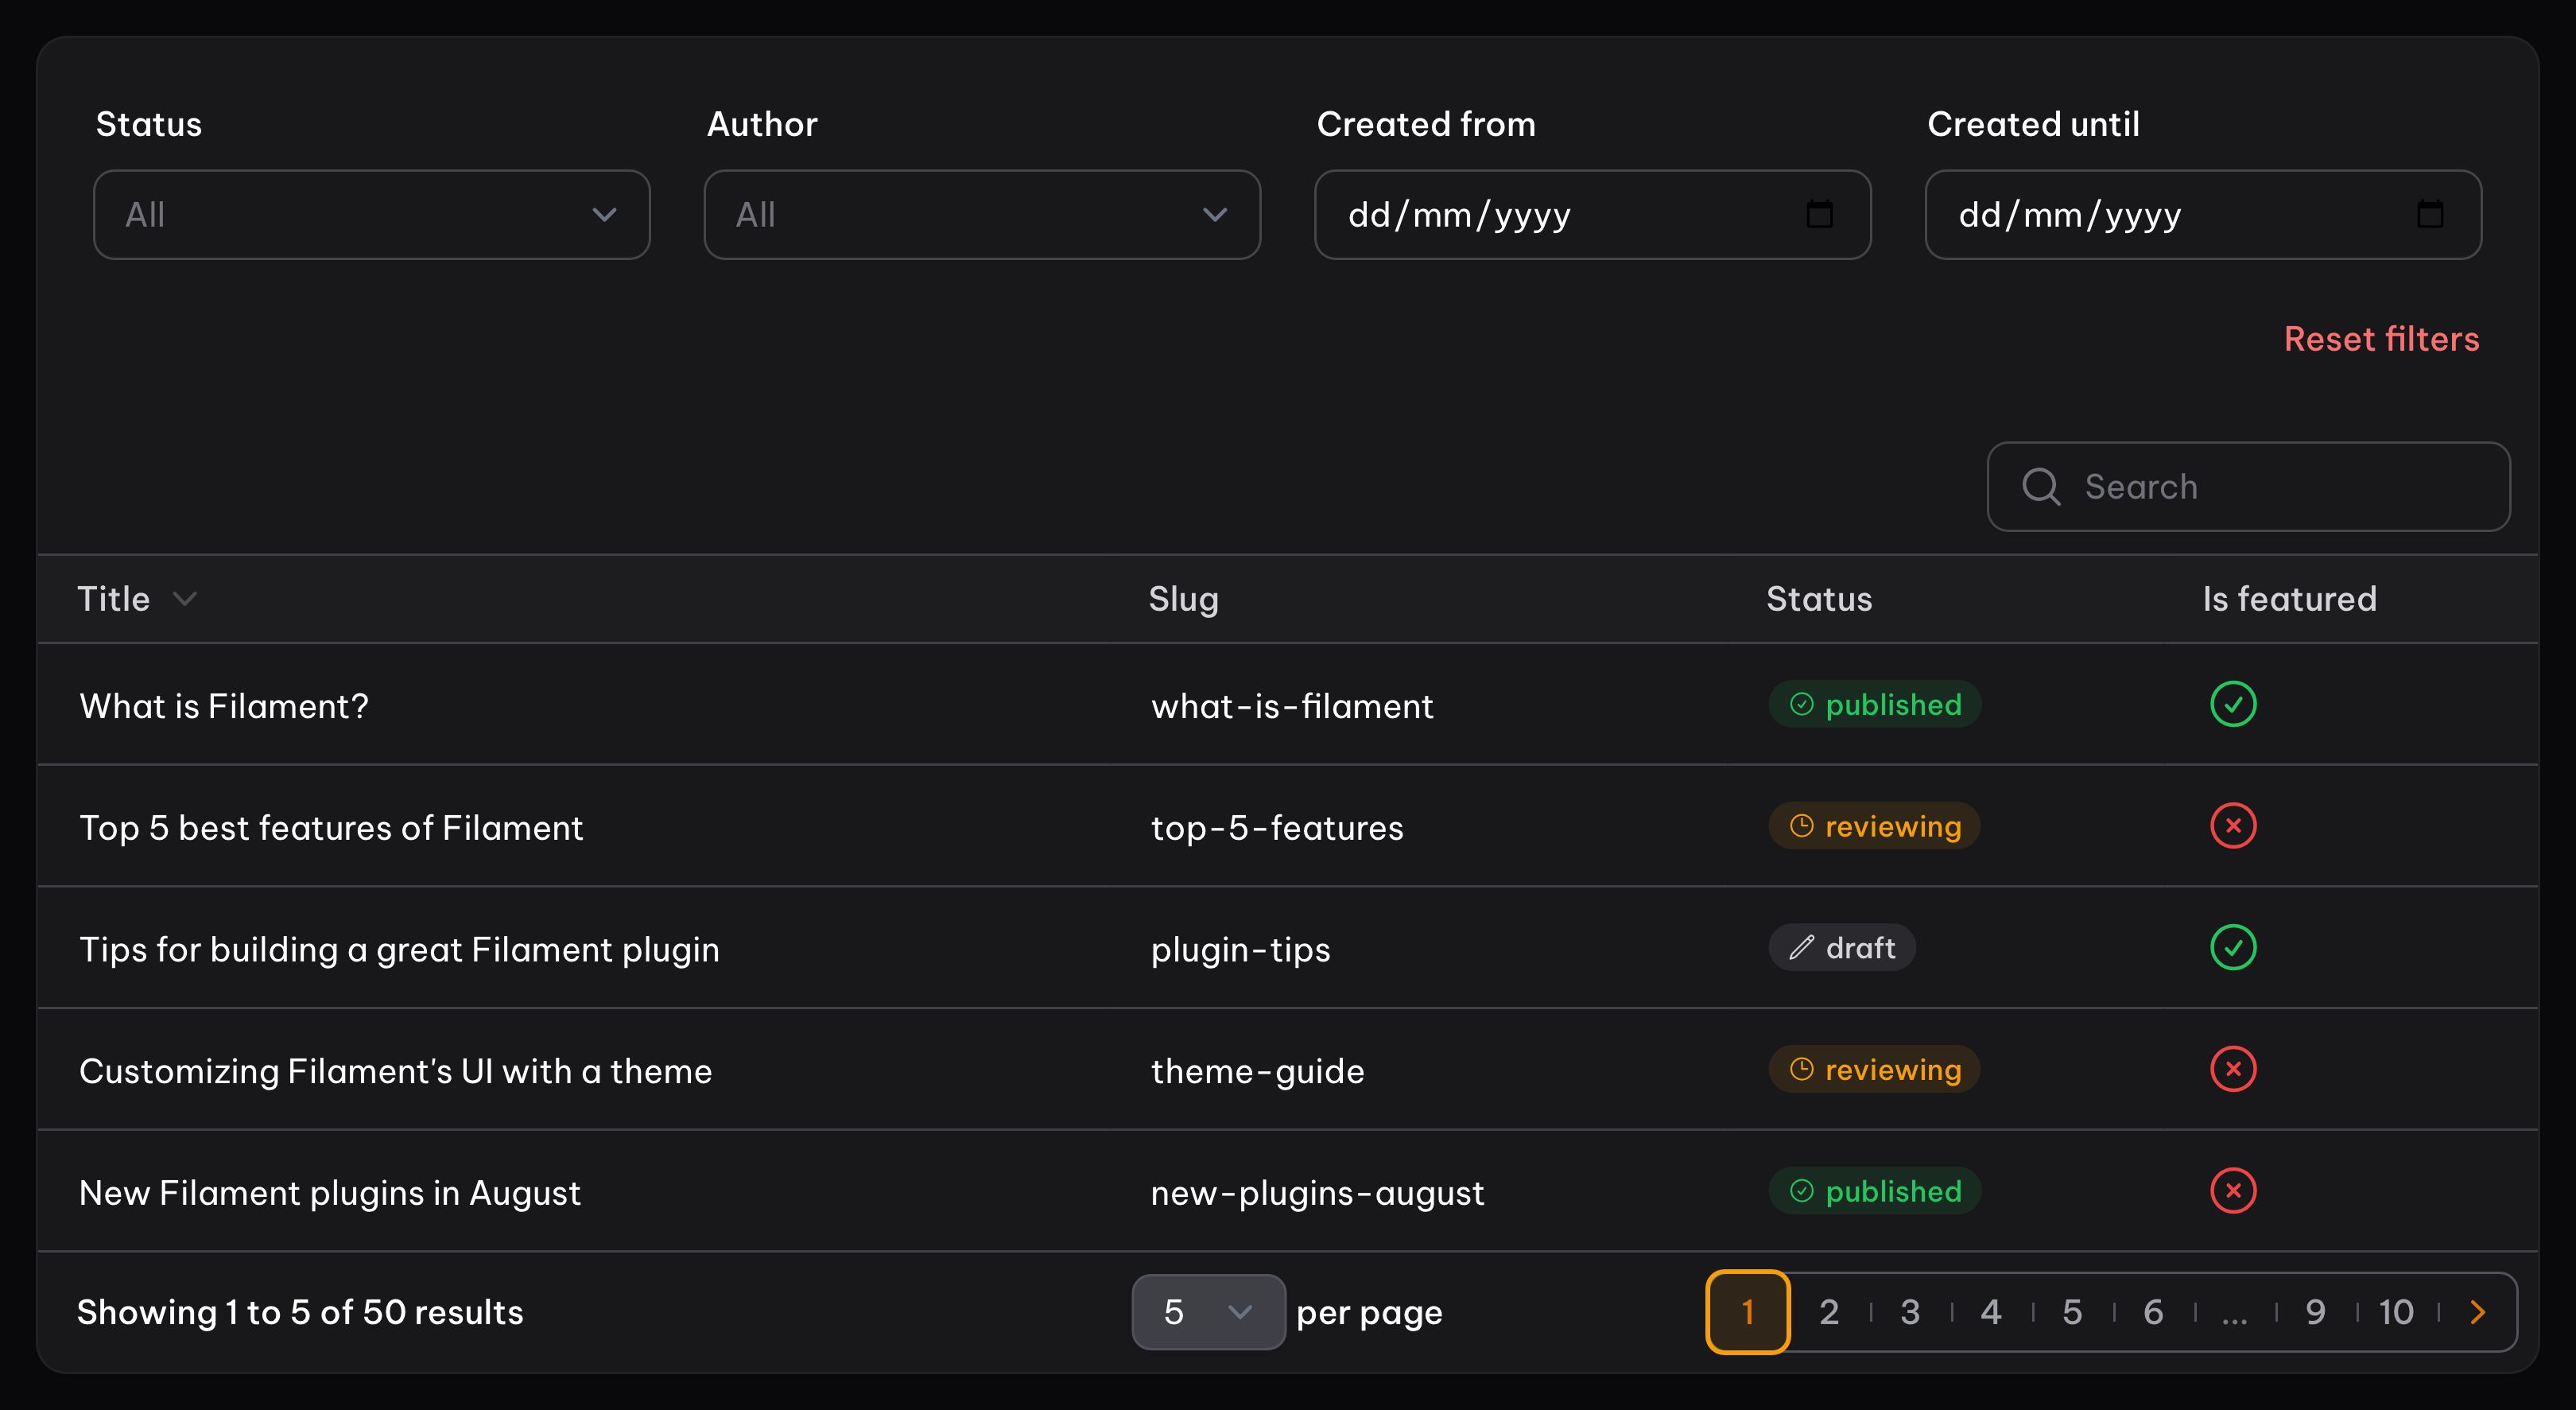 Status Author Created from Created until
All All dd/mm/yyyy dd/mm/yyyy
Reset filters
Search
Title Slug Status Is featured
What is Filament? what-is-filament published
Top 5 best features of Filament top-5-features reviewing
Tips for building a great Filament plugin plugin-tips draft
Customizing Filament's UI with a theme theme-guide reviewing
New Filament plugins in August new-plugins-august published
Showing 1 to 5 of 50 results 5 per page 1 2 3 4 5 6 ... 9 10